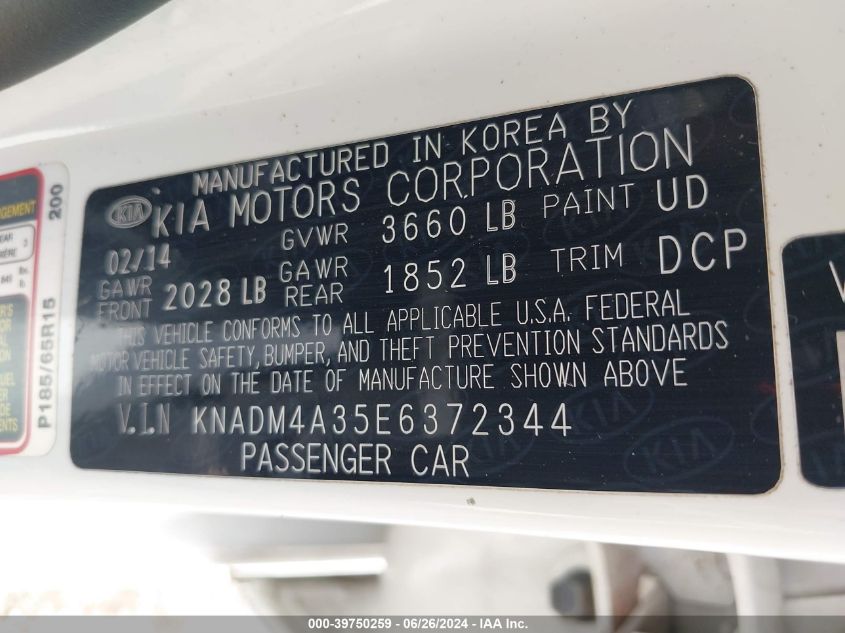 MANUFACTURED IN KOREA BY
KIA KIA MOTORS CORPORATION
02/14 GVWR 3660 LB PAINT UD
GAWR FRONT 2028 LB GAWR REAR 1852 LB TRIM DCP
THIS VEHICLE CONFORMS TO ALL APPLICABLE U.S.A. FEDERAL
MOTOR VEHICLE SAFETY, BUMPER, AND THEFT PREVENTION STANDARDS
IN EFFECT ON THE DATE OF MANUFACTURE SHOWN ABOVE
V.I.N KNADM4A35E6372344
PASSENGER CAR
P185/65R15
200
000-39750259 - 06/26/2024 - IAA Inc.